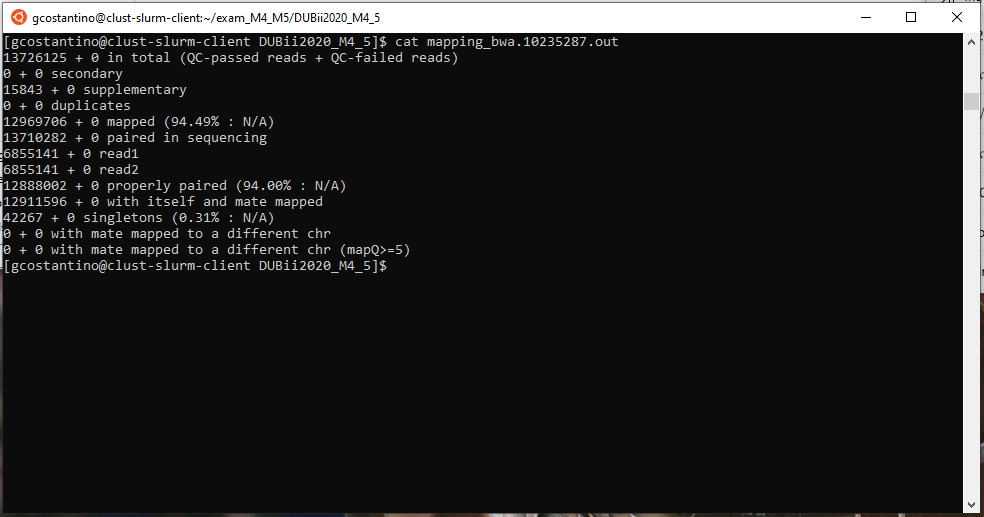 gcostantino@clust-slurm-client:~/exam_M4_M5/DUBii2020_M4_5
[gcostantino@clust-slurm-client DUBii2020_M4_5]$ cat mapping_bwa.10235287.out
13726125 + 0 in total (QC-passed reads + QC-failed reads)
0 + 0 secondary
15843 + 0 supplementary
0 + 0 duplicates
12969706 + 0 mapped (94.49% : N/A)
13710282 + 0 paired in sequencing
6855141 + 0 read1
6855141 + 0 read2
12888002 + 0 properly paired (94.00% : N/A)
12911596 + 0 with itself and mate mapped
42267 + 0 singletons (0.31% : N/A)
0 + 0 with mate mapped to a different chr
0 + 0 with mate mapped to a different chr (mapQ>=5)
[gcostantino@clust-slurm-client DUBii2020_M4_5]$